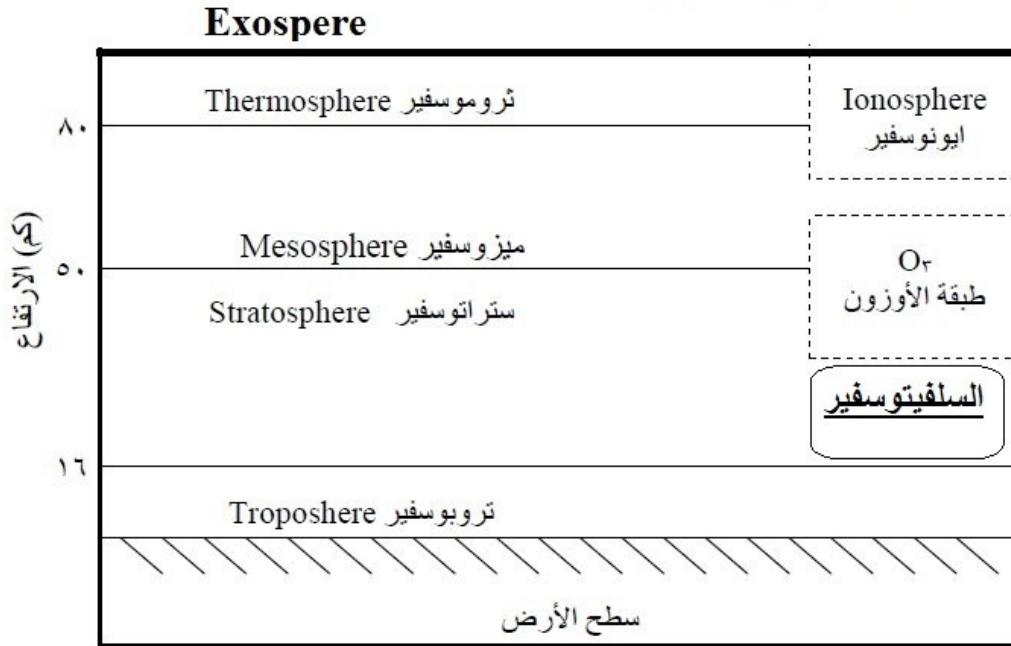 Exospere
Thermosphere ثروموسفير
Ionosphere
ايونوسفير
٨٠
Mesosphere ميزوسفير
٥٠
O٣
طبقة الأوزون
Stratosphere ستراتوسفير
السلفيتوسفير
١٦
Troposhere تروبوسفير
سطح الأرض
الارتفاع (كم)